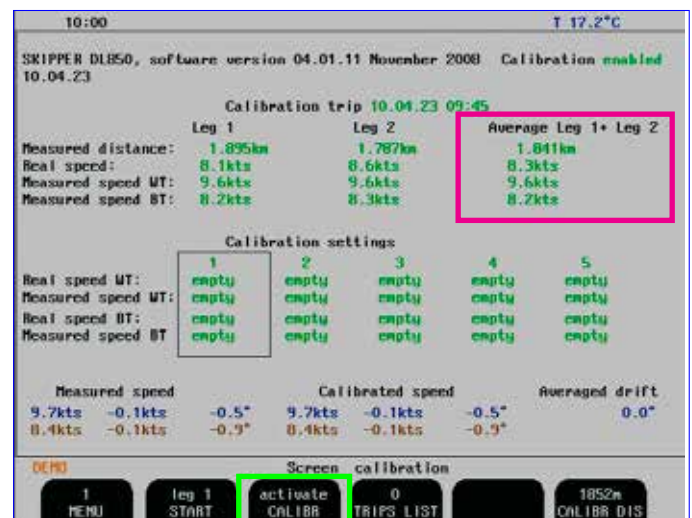 10:00 T 17.2°C
SKIPPER DL850, software version 04.01.11 November 2008 Calibration enabled
10.04.23
Calibration trip 10.04.23 09:45
Leg 1 Leg 2 Average Leg 1+ Leg 2
Measured distance: 1.895km 1.787km 1.841km
Real speed: 8.1kts 8.6kts 8.3kts
Measured speed WT: 9.6kts 9.6kts 9.6kts
Measured speed BT: 8.2kts 8.3kts 8.2kts
Calibration settings
1 2 3 4 5
Real speed WT: empty empty empty empty empty
Measured speed WT: empty empty empty empty empty
Real speed BT: empty empty empty empty empty
Measured speed BT empty empty empty empty empty
Measured speed Calibrated speed Averaged drift
9.7kts -0.1kts -0.5° 9.7kts -0.1kts -0.5° 0.0°
8.4kts -0.1kts -0.9° 8.4kts -0.1kts -0.9°
DEMO Screen calibration
1 leg 1 activate 0 1852m
MENU START CALIBR TRIPS LIST CALIBR DIS